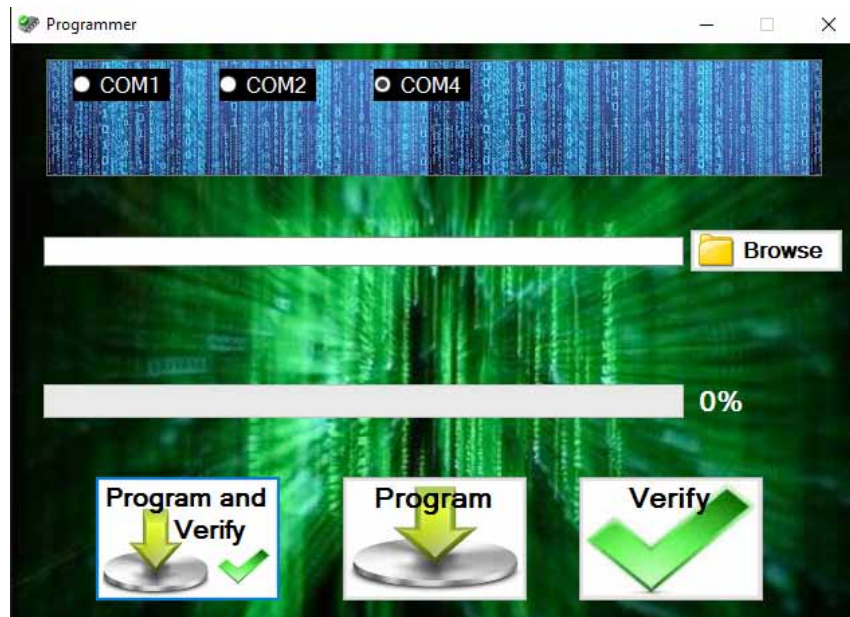 Programmer
COM1 COM2 COM4
Browse
0%
Program and
Verify
Program
Verify